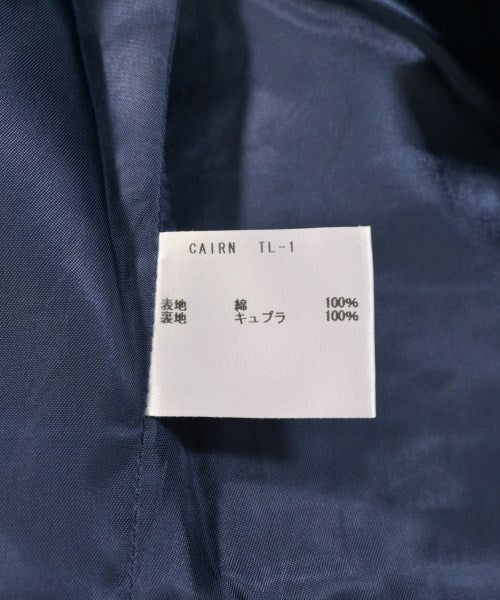 CAIRN TL-1
表地 綿 100%
裏地 キュプラ 100%